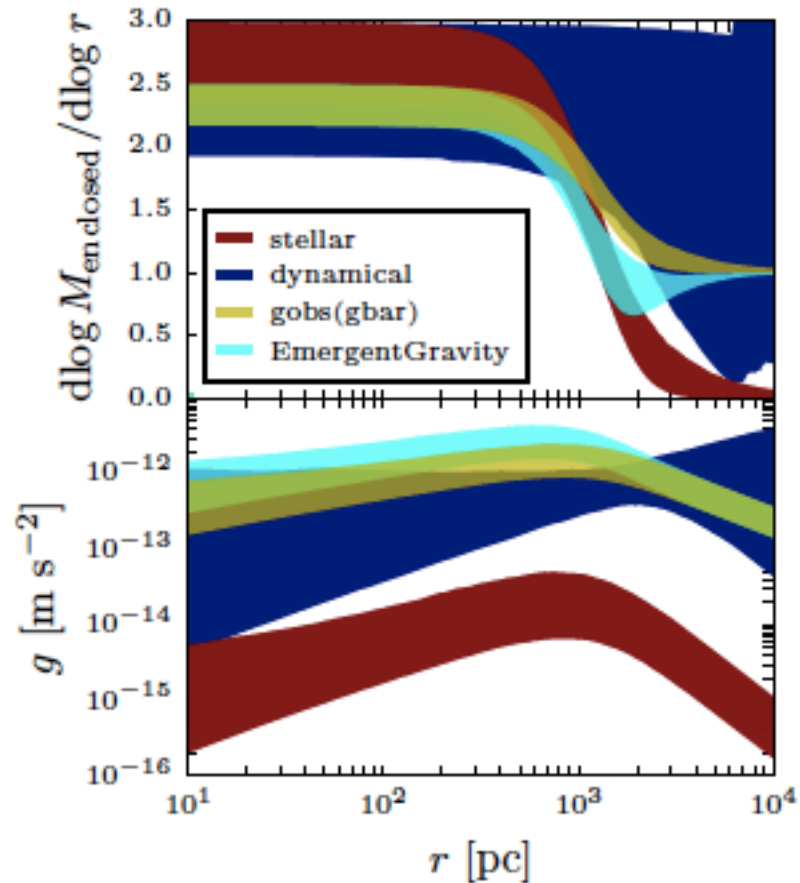 3.0
2.5
2.0
1.5
1.0
0.5
0.0
dlog M_enclosed/dlog r
stellar
dynamical
gobs(gbar)
EmergentGravity
10^{-12}
10^{-13}
10^{-14}
10^{-15}
10^{-16}
g [m s^{-2}]
10^1 10^2 10^3 10^4
r [pc]